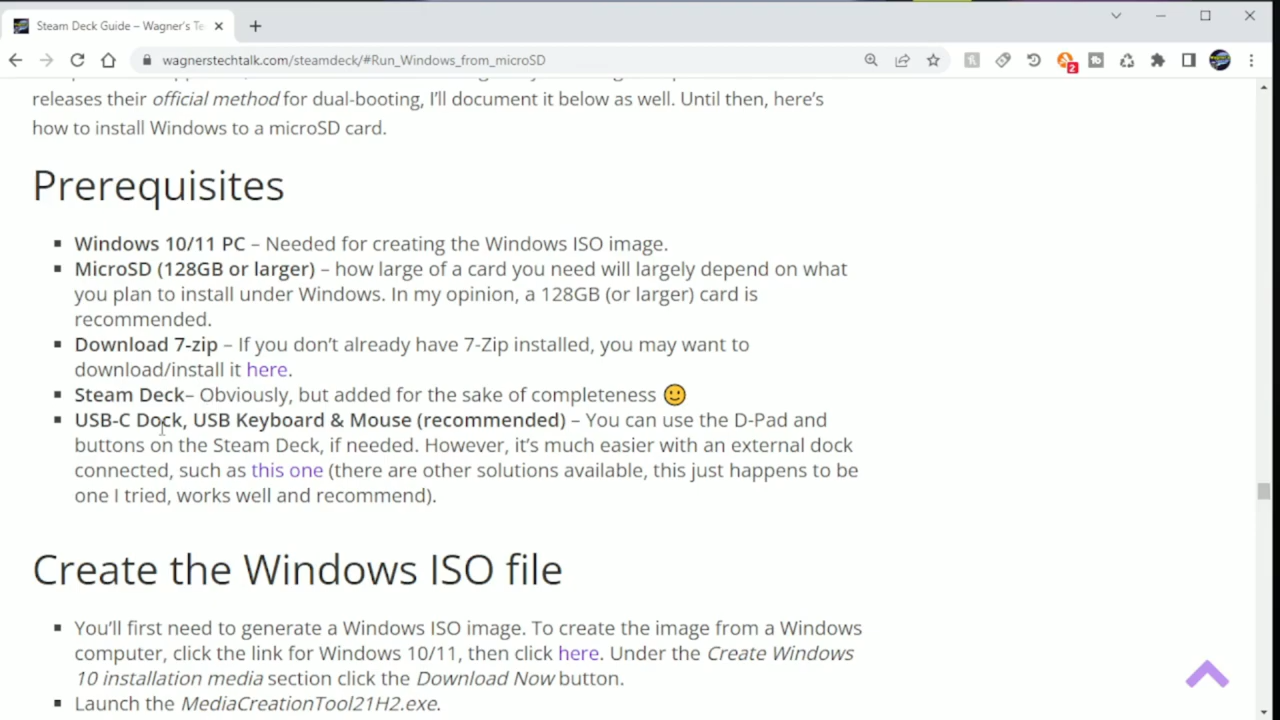 Steam Deck Guide – Wagner's Te
wagnerstechtalk.com/steamdeck/#Run_Windows_from_microSD
2
releases their official method for dual-booting, I'll document it below as well. Until then, here's
how to install Windows to a microSD card.
Prerequisites
Windows 10/11 PC – Needed for creating the Windows ISO image.
MicroSD (128GB or larger) – how large of a card you need will largely depend on what
you plan to install under Windows. In my opinion, a 128GB (or larger) card is
recommended.
Download 7-zip – If you don't already have 7-Zip installed, you may want to
download/install it here.
Steam Deck– Obviously, but added for the sake of completeness 🙂
USB-C Dock, USB Keyboard & Mouse (recommended) – You can use the D-Pad and
buttons on the Steam Deck, if needed. However, it's much easier with an external dock
connected, such as this one (there are other solutions available, this just happens to be
one I tried, works well and recommend).
Create the Windows ISO file
You'll first need to generate a Windows ISO image. To create the image from a Windows
computer, click the link for Windows 10/11, then click here. Under the Create Windows
10 installation media section click the Download Now button.
Launch the MediaCreationTool21H2.exe.